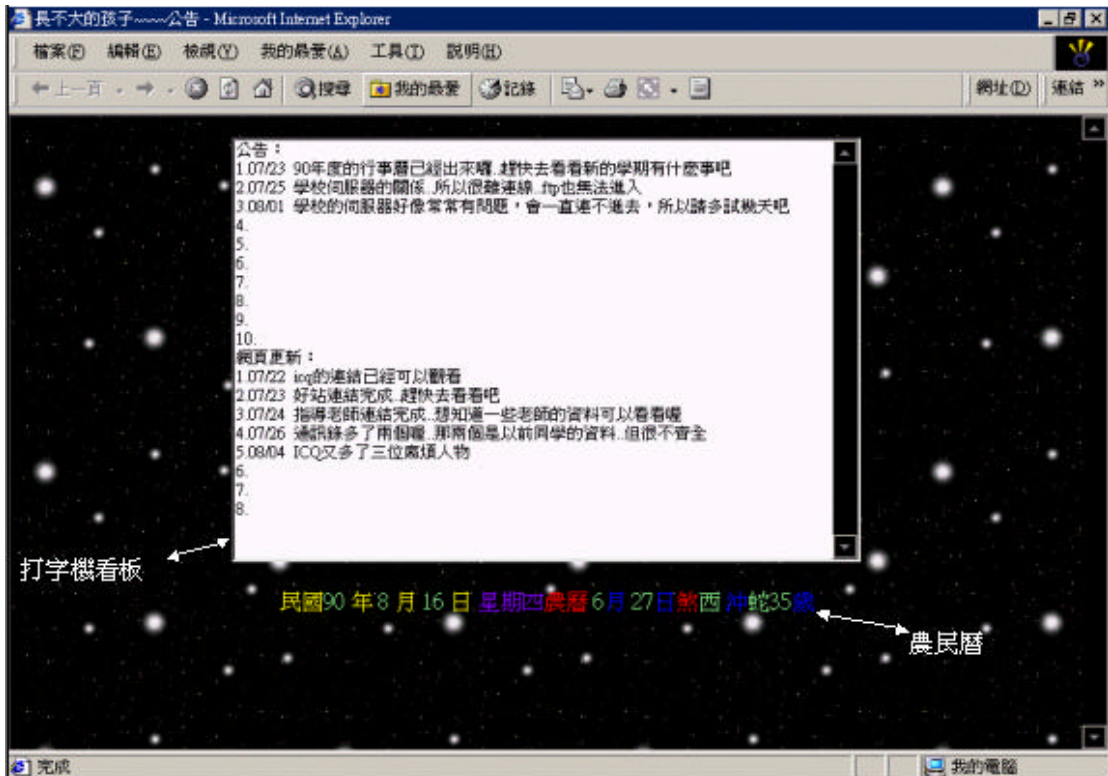 長不大的孩子~~~~公告 - Microsoft Internet Explorer
檔案(F) 編輯(E) 檢視(V) 我的最愛(A) 工具(T) 說明(H)
上一頁 搜尋 我的最愛 記錄 網址(D) 連結 »
公告：
1.07/23 90年度的行事曆已經出來囉..趕快去看看新的學期有什麼事吧
2.07/25 學校伺服器的關係..所以很難連線..ftp也無法進入
3.08/01 學校的伺服器好像常常有問題，會一直連不進去，所以請多試幾天吧
4.
5.
6.
7.
8.
9.
10.
網頁更新：
1.07/22 icq的連結已經可以觀看
2.07/23 好站連結完成..趕快去看看吧
3.07/24 指導老師連結完成..想知道一些老師的資料可以看看喔
4.07/26 通訊錄多了兩個喔..那兩個是以前同學的資料..但很不齊全
5.08/04 ICQ又多了三位麻煩人物
6.
7.
8.
打字機看板
民國90 年 8 月 16 日 星期四農曆 6月 27日煞西 沖蛇35歲
農民曆
完成 我的電腦